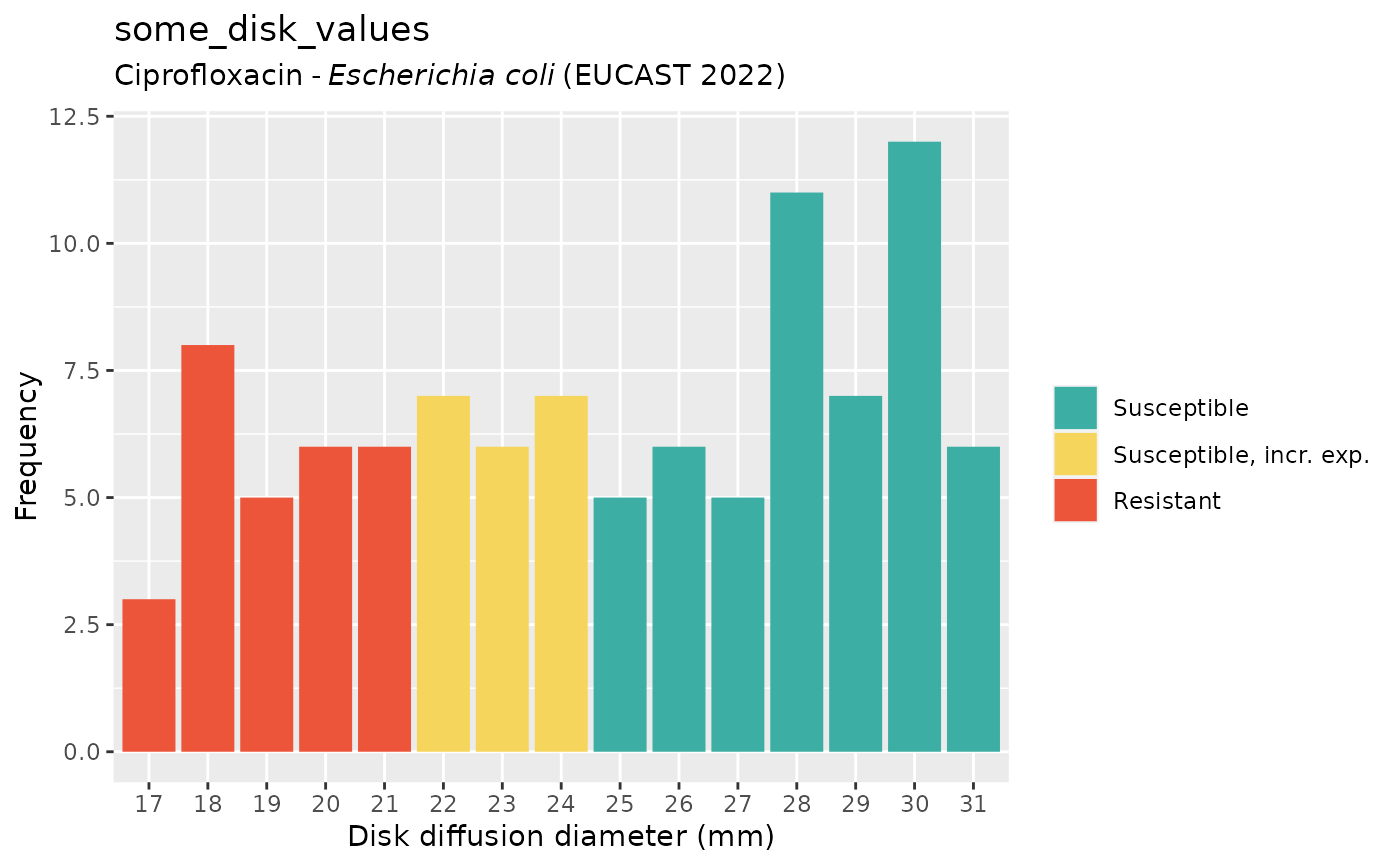 some_disk_values
Ciprofloxacin - Escherichia coli (EUCAST 2022)
12.5
10.0
7.5
5.0
2.5
0.0
Frequency
17 18 19 20 21 22 23 24 25 26 27 28 29 30 31
Disk diffusion diameter (mm)
Susceptible
Susceptible, incr. exp.
Resistant